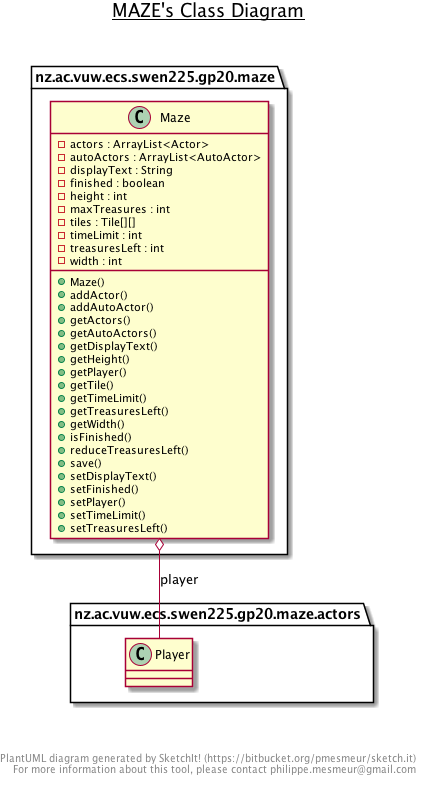 MAZE's Class Diagram
nz.ac.vuw.ecs.swen225.gp20.maze
C Maze
actors : ArrayList<Actor>
autoActors : ArrayList<AutoActor>
displayText : String
finished : boolean
height : int
maxTreasures : int
tiles : Tile[][]
timeLimit : int
treasuresLeft : int
width : int
Maze()
addActor()
addAutoActor()
getActors()
getAutoActors()
getDisplayText()
getHeight()
getPlayer()
getTile()
getTimeLimit()
getTreasuresLeft()
getWidth()
isFinished()
reduceTreasuresLeft()
save()
setDisplayText()
setFinished()
setPlayer()
setTimeLimit()
setTreasuresLeft()
player
nz.ac.vuw.ecs.swen225.gp20.maze.actors
C Player
PlantUML diagram generated by SketchIt! (https://bitbucket.org/pmesmeur/sketch.it)
For more information about this tool, please contact philippe.mesmeur@gmail.com